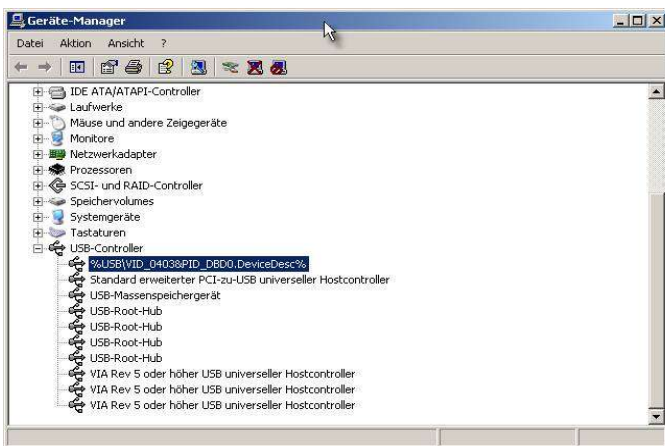 Geräte-Manager
Datei Aktion Ansicht ?
IDE ATA/ATAPI-Controller
Laufwerke
Mäuse und andere Zeigegeräte
Monitore
Netzwerkadapter
Prozessoren
SCSI- und RAID-Controller
Speichervolumes
Systemgeräte
Tastaturen
USB-Controller
%USB\VID_0403&PID_DBD0.DeviceDesc%
Standard erweiterter PCI-zu-USB universeller Hostcontroller
USB-Massenspeichergerät
USB-Root-Hub
USB-Root-Hub
USB-Root-Hub
USB-Root-Hub
VIA Rev 5 oder höher USB universeller Hostcontroller
VIA Rev 5 oder höher USB universeller Hostcontroller
VIA Rev 5 oder höher USB universeller Hostcontroller